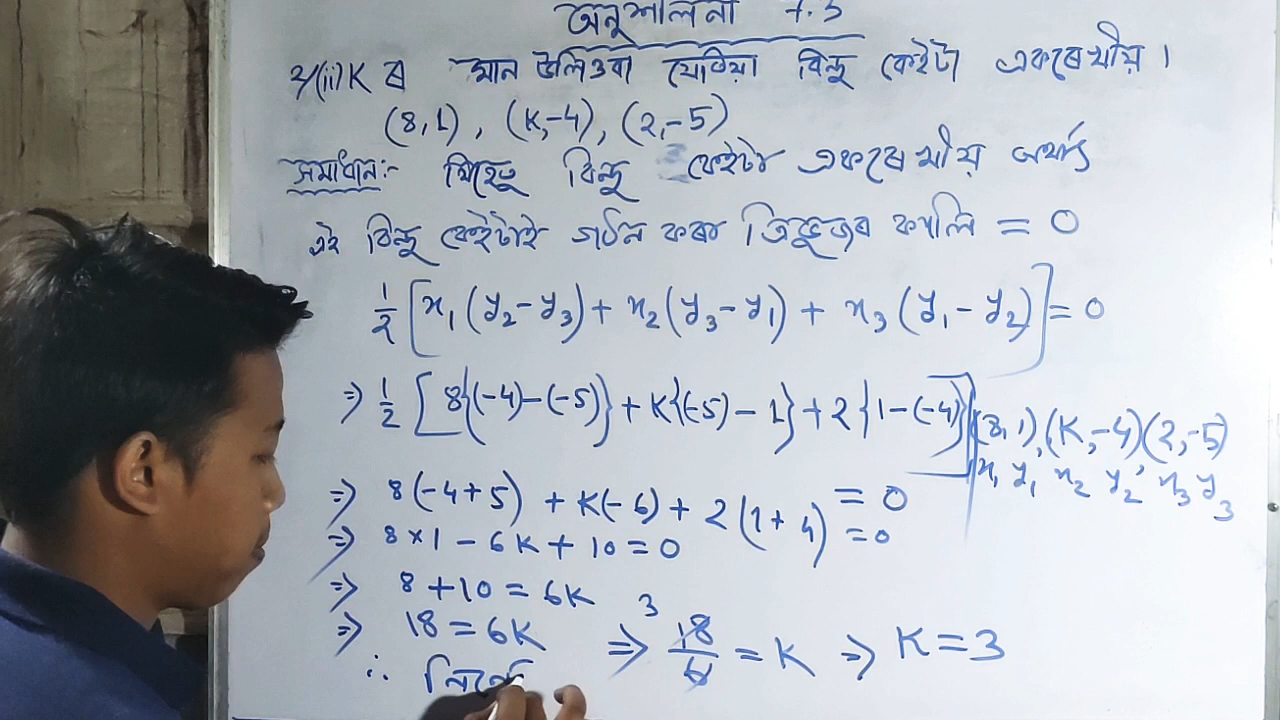 অনুশীলনী 7.3
2/(ii) K ৰ মান উলিওৱা যেতিয়া বিন্দু কেইটা একৰেখীয় ।
(8,1), (K,-4), (2,-5)
সমাধান:- যিহেতু বিন্দু কেইটা একৰেখীয় অৰ্থাৎ
এই বিন্দু কেইটাই গঠন কৰা ত্ৰিভূজৰ কালি = 0
1/2 [x₁ (y₂-y₃) + x₂ (y₃-y₁) + x₃ (y₁-y₂)] = 0
⇒ 1/2 [8{(-4)-(-5)} + K{(-5)-1} + 2{1-(-4)}]
= 0
(8,1), (K,-4) (2,-5)
x₁ y₁ x₂ y₂, x₃ y₃
⇒ 8(-4+5) + K(-6) + 2(1+4) = 0
⇒ 8×1 - 6K + 10 = 0
⇒ 8+10 = 6K
⇒ 18 = 6K ⇒ 18/6 = K ⇒ K = 3
3
∴